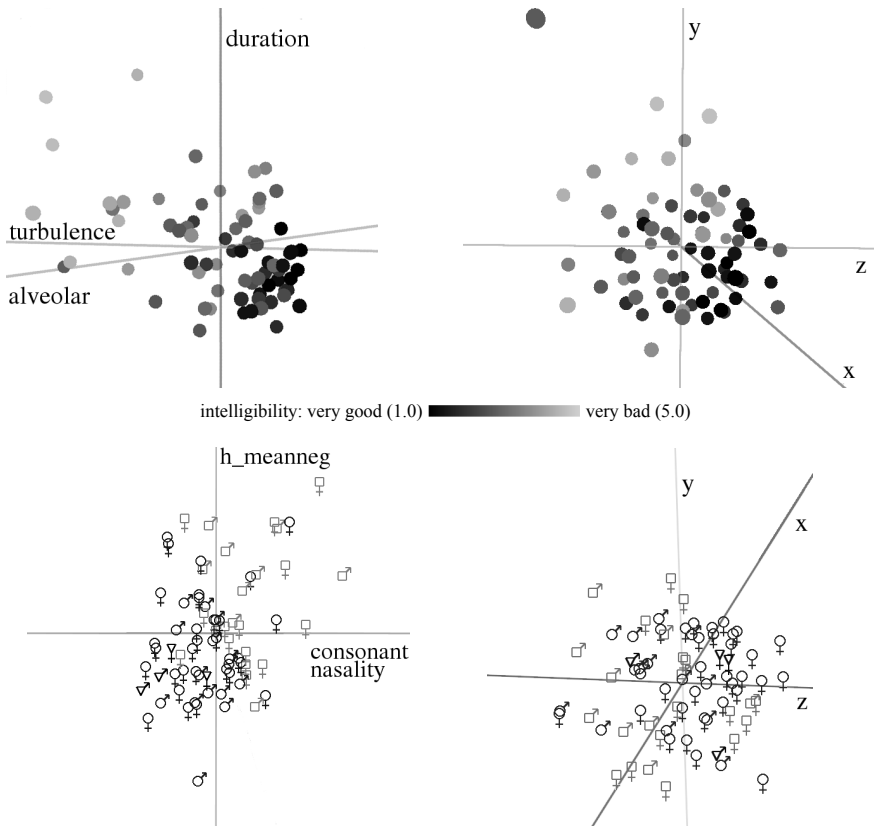 duration
turbulence
alveolar
y
z
x
intelligibility: very good (1.0) very bad (5.0)
h_meanneg
consonant
nasality
y
x
z